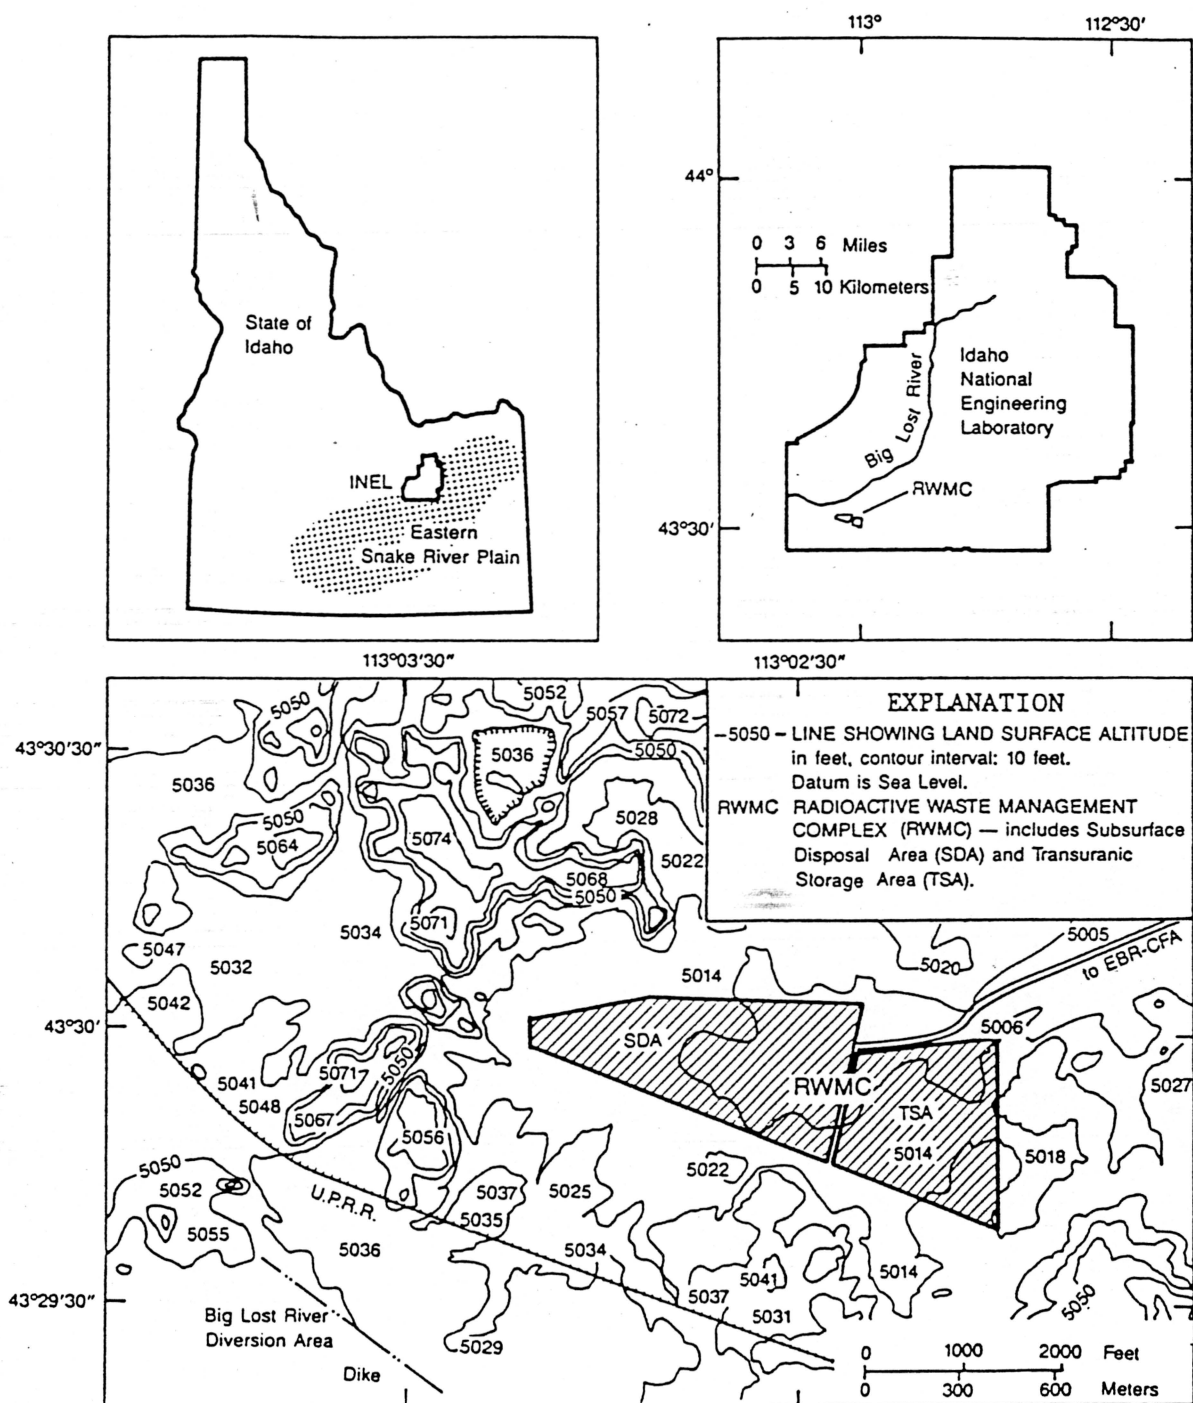 State of
Idaho
INEL
Eastern
Snake River Plain
113°
112°30'
44°
43°30'
0 3 6 Miles
0 5 10 Kilometers
Big Lost River
Idaho
National
Engineering
Laboratory
RWMC
113°03'30"
113°02'30"
43°30'30"
43°30'
43°29'30"
EXPLANATION
-5050- LINE SHOWING LAND SURFACE ALTITUDE
in feet, contour interval: 10 feet.
Datum is Sea Level.
RWMC RADIOACTIVE WASTE MANAGEMENT
COMPLEX (RWMC) — includes Subsurface
Disposal Area (SDA) and Transuranic
Storage Area (TSA).
5050
5052
5057
5072
5036
5036
5050
5050
5064
5074
5028
5022
5068
5050
5071
5034
5047
5032
5042
5014
5020
5005
to EBR-CFA
5006
SDA
RWMC
TSA
5014
5027
5018
5041
5048
5071
5050
5067
5056
5050
5052
5055
U.P.R.R.
5037
5035
5025
5022
5036
5034
5041
5014
5037
5031
5050
5029
Big Lost River
Diversion Area
Dike
0 1000 2000 Feet
0 300 600 Meters